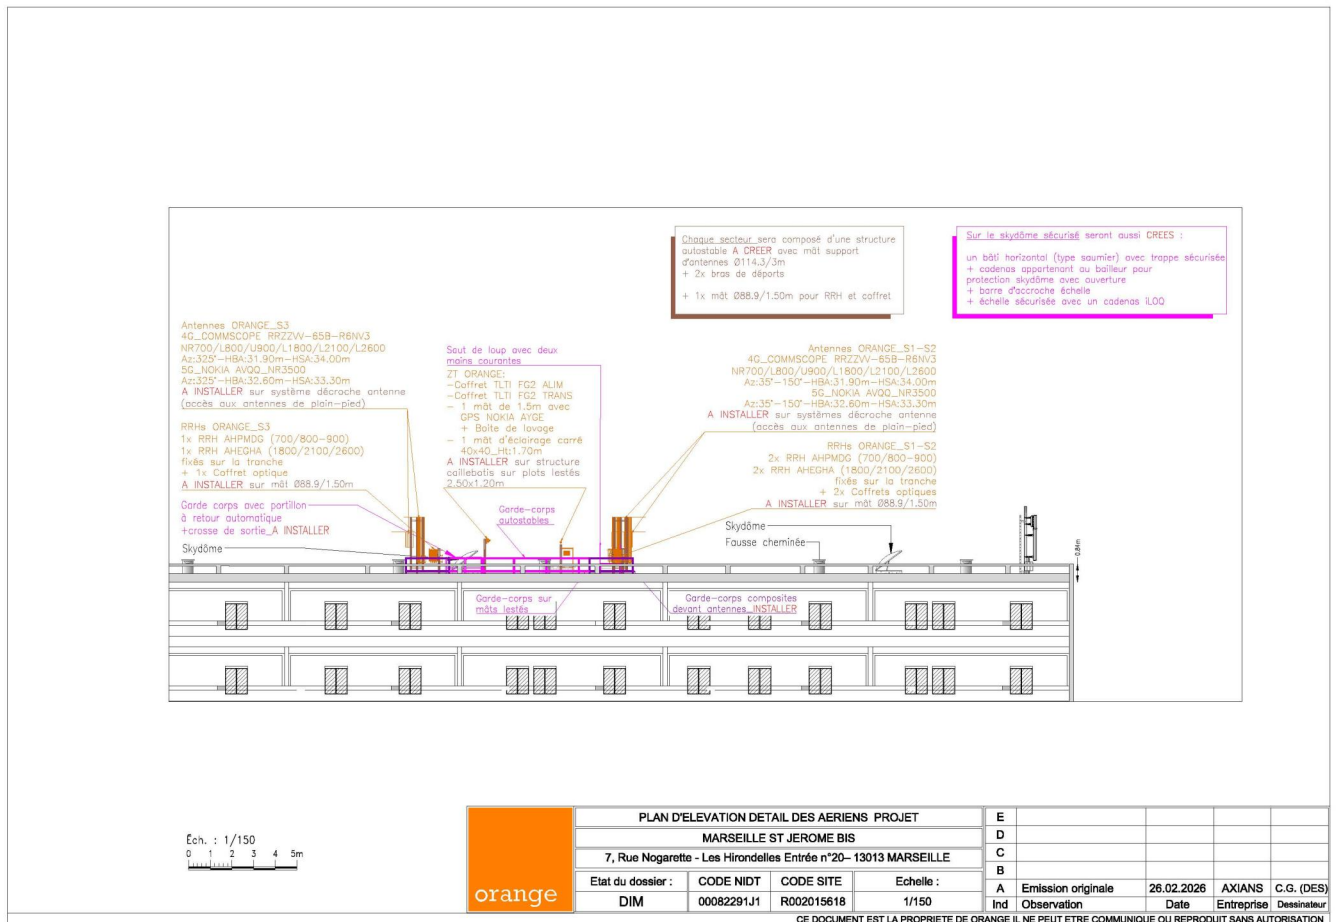 Chaque secteur sera composé d'une structure
autostable A CREER avec mât support
d'antennes Ø114.3/3m
+ 2x bras de déports
+ 1x mât Ø88.9/1.50m pour RRH et coffret
Sur le skydôme sécurisé seront aussi CREES :
un bâti horizontal (type saumier) avec trappe sécurisée
+ cadenas appartenant au bailleur pour
protection skydôme avec ouverture
+ barre d'accroche échelle
+ échelle sécurisée avec un cadenas iLOQ
Antennes ORANGE_S3
4G_COMMSCOPE RRZZVV-65B-R6NV3
NR700/L800/U900/L1800/L2100/L2600
Az:325°-HBA:31.90m-HSA:34.00m
5G_NOKIA AVQQ_NR3500
Az:325°-HBA:32.60m-HSA:33.30m
A INSTALLER sur système décroche antenne
(accès aux antennes de plain-pied)
RRHs ORANGE_S3
1x RRH AHPMDG (700/800-900)
1x RRH AHEGHA (1800/2100/2600)
fixés sur la tranche
+ 1x Coffret optique
A INSTALLER sur mât Ø88.9/1.50m
Garde corps avec portillon
à retour automatique
+crosse de sortie_A INSTALLER
Skydôme
Saut de loup avec deux
mains courantes
ZT ORANGE:
-Coffret TLTI FG2 ALIM
-Coffret TLTI FG2 TRANS
- 1 mât de 1.5m avec
GPS NOKIA AYGE
+ Boite de lovage
- 1 mât d'éclairage carré
40x40_Ht:1.70m
A INSTALLER sur structure
caillebotis sur plots lestés
2.50x1.20m
Garde-corps
autostables
Antennes ORANGE_S1-S2
4G_COMMSCOPE RRZZVV-65B-R6NV3
NR700/L800/U900/L1800/L2100/L2600
Az:35°-150°-HBA:31.90m-HSA:34.00m
5G_NOKIA AVQQ_NR3500
Az:35°-150°-HBA:32.60m-HSA:33.30m
A INSTALLER sur systèmes décroche antenne
(accès aux antennes de plain-pied)
RRHs ORANGE_S1-S2
2x RRH AHPMDG (700/800-900)
2x RRH AHEGHA (1800/2100/2600)
fixés sur la tranche
+ 2x Coffrets optiques
A INSTALLER sur mât Ø88.9/1.50m
Skydôme
Fausse cheminée
0.84m
Garde-corps sur
mâts lestés
Garde-corps composites
devant antennes_INSTALLER
Éch. : 1/150
0 1 2 3 4 5m
orange
PLAN D'ELEVATION DETAIL DES AERIENS PROJET
MARSEILLE ST JEROME BIS
7, Rue Nogarette - Les Hirondelles Entrée n°20– 13013 MARSEILLE
Etat du dossier : CODE NIDT CODE SITE Echelle :
DIM 00082291J1 R002015618 1/150
E
D
C
B
A Emission originale 26.02.2026 AXIANS C.G. (DES)
Ind Observation Date Entreprise Dessinateur
CE DOCUMENT EST LA PROPRIETE DE ORANGE IL NE PEUT ETRE COMMUNIQUE OU REPRODUIT SANS AUTORISATION